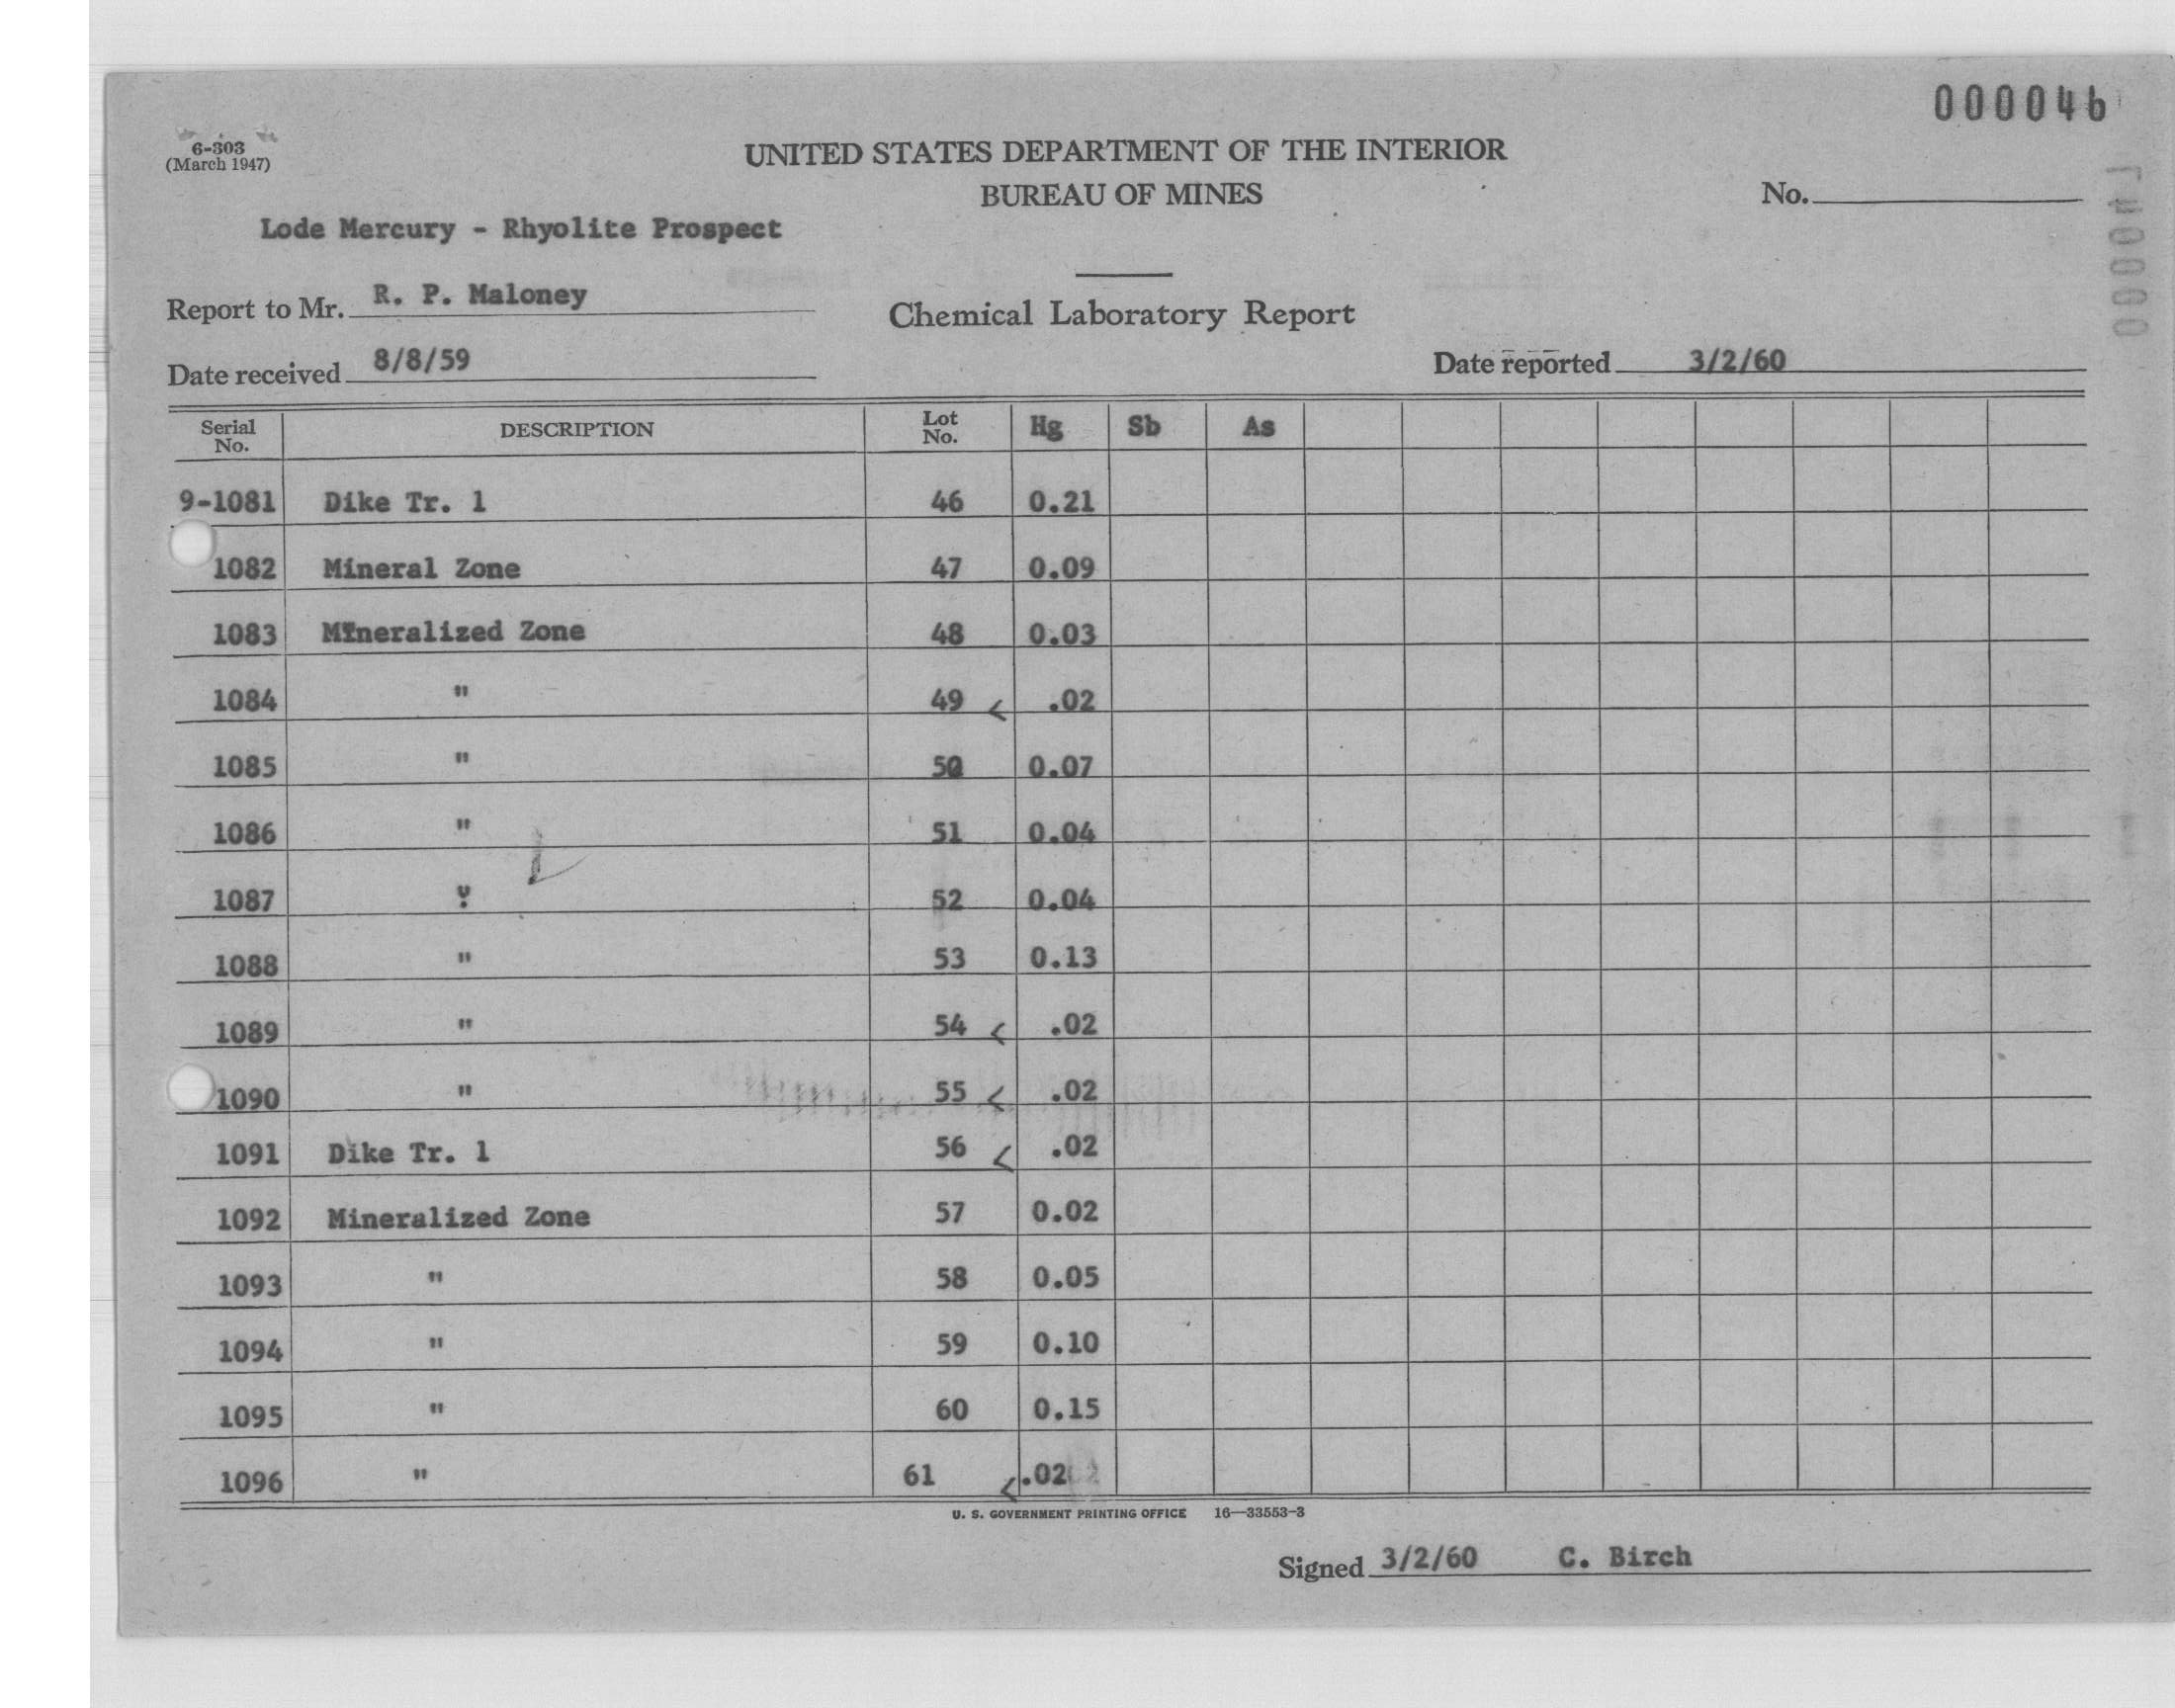 000046
6-303
(March 1947)
UNITED STATES DEPARTMENT OF THE INTERIOR
BUREAU OF MINES
No.
Lode Mercury - Rhyolite Prospect
Report to Mr. R. P. Maloney
Chemical Laboratory Report
Date received 8/8/59
Date reported 3/2/60
Serial No. DESCRIPTION Lot No. Hg Sb As
9-1081 Dike Tr. 1 46 0.21
1082 Mineral Zone 47 0.09
1083 Mineralized Zone 48 0.03
1084 " 49 < .02
1085 " 50 0.07
1086 " 51 0.04
1087 " 52 0.04
1088 " 53 0.13
1089 " 54 < .02
1090 " 55 < .02
1091 Dike Tr. 1 56 < .02
1092 Mineralized Zone 57 0.02
1093 " 58 0.05
1094 " 59 0.10
1095 " 60 0.15
1096 " 61 < .02
U. S. GOVERNMENT PRINTING OFFICE 16—33553-3
Signed 3/2/60 C. Birch